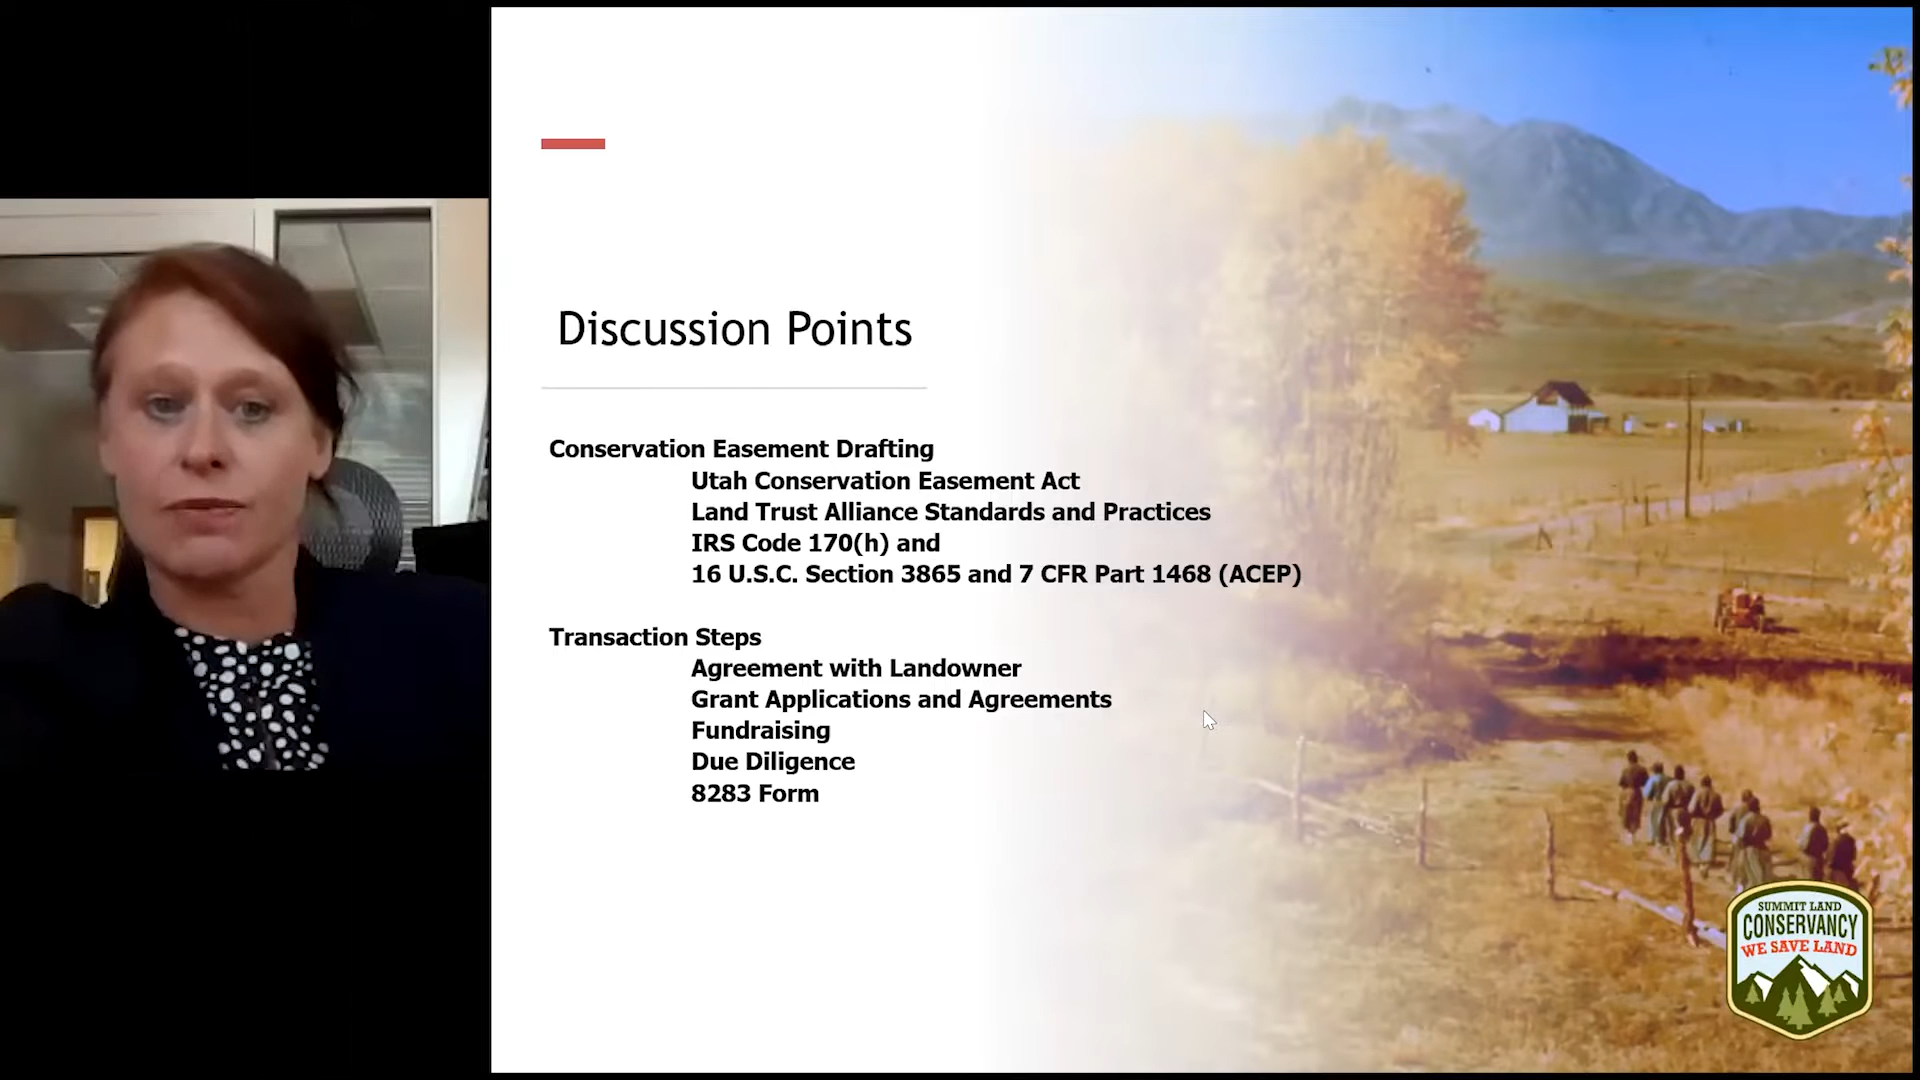 Discussion Points
Conservation Easement Drafting
Utah Conservation Easement Act
Land Trust Alliance Standards and Practices
IRS Code 170(h) and
16 U.S.C. Section 3865 and 7 CFR Part 1468 (ACEP)
Transaction Steps
Agreement with Landowner
Grant Applications and Agreements
Fundraising
Due Diligence
8283 Form
SUMMIT LAND
CONSERVANCY
WE SAVE LAND